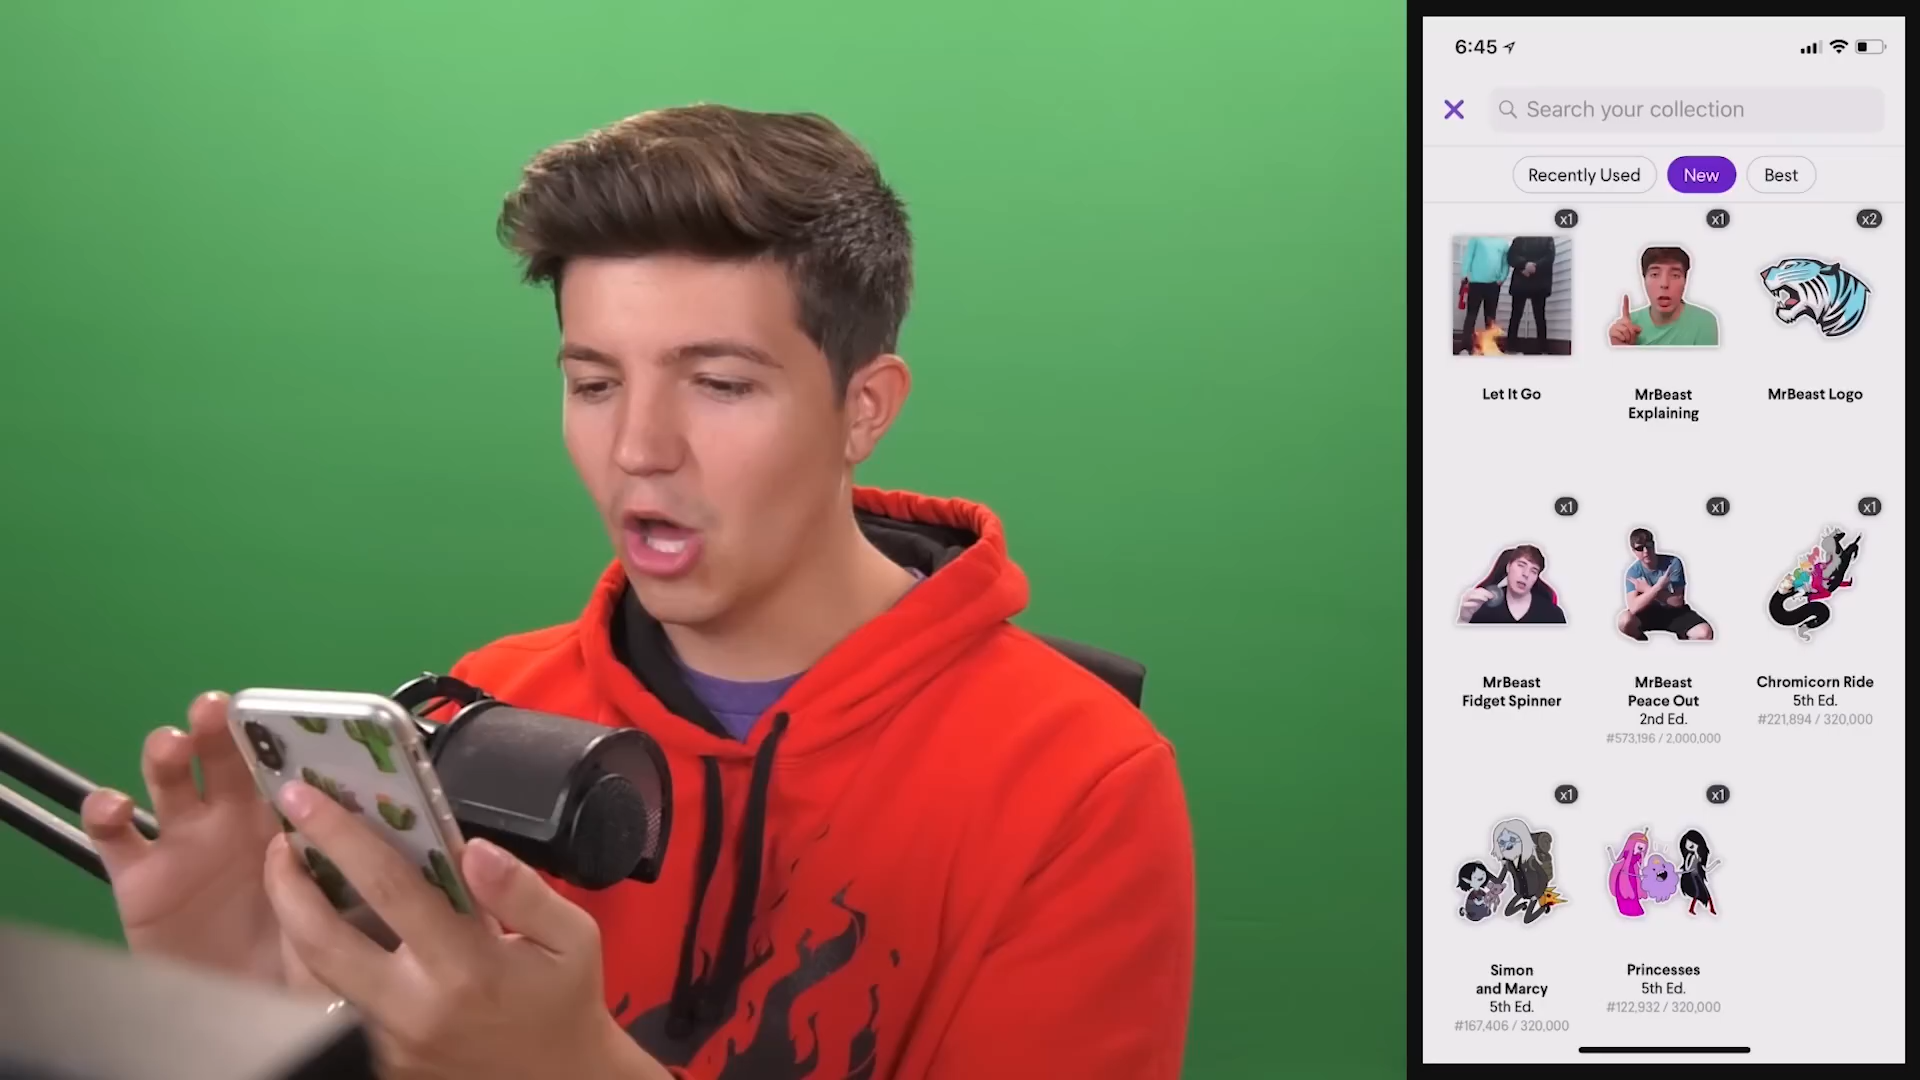 6:45
Search your collection
Recently Used
New
Best
x1
x1
x2
Let It Go
MrBeast
Explaining
MrBeast Logo
x1
x1
x1
MrBeast
Fidget Spinner
MrBeast
Peace Out
2nd Ed.
#573,196 / 2,000,000
Chromicorn Ride
5th Ed.
#221,894 / 320,000
x1
x1
Simon
and Marcy
5th Ed.
#167,406 / 320,000
Princesses
5th Ed.
#122,932 / 320,000